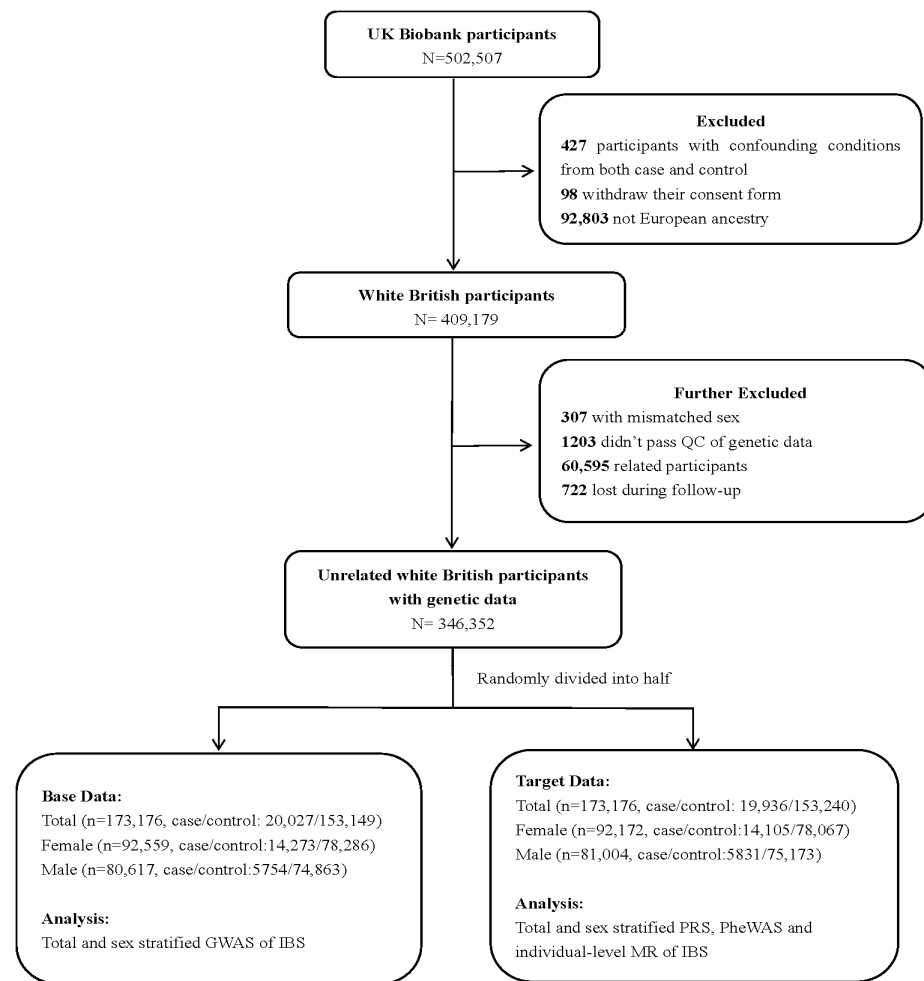 UK Biobank participants
N=502,507
Excluded
427 participants with confounding conditions
from both case and control
98 withdraw their consent form
92,803 not European ancestry
White British participants
N= 409,179
Further Excluded
307 with mismatched sex
1203 didn't pass QC of genetic data
60,595 related participants
722 lost during follow-up
Unrelated white British participants
with genetic data
N= 346,352
Randomly divided into half
Base Data:
Total (n=173,176, case/control: 20,027/153,149)
Female (n=92,559, case/control:14,273/78,286)
Male (n=80,617, case/control:5754/74,863)
Analysis:
Total and sex stratified GWAS of IBS
Target Data:
Total (n=173,176, case/control: 19,936/153,240)
Female (n=92,172, case/control:14,105/78,067)
Male (n=81,004, case/control:5831/75,173)
Analysis:
Total and sex stratified PRS, PheWAS and
individual-level MR of IBS